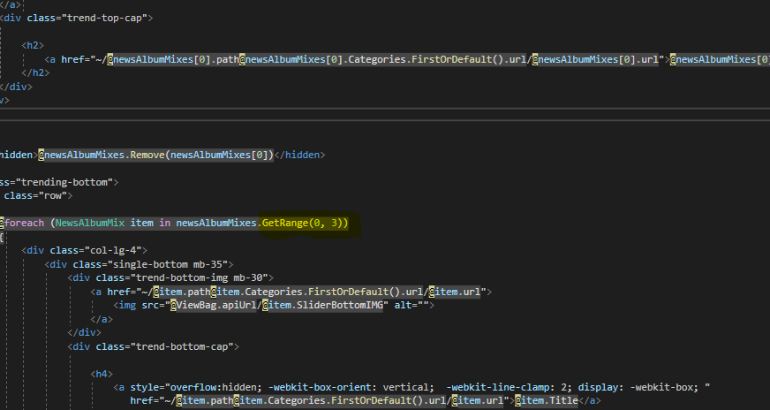 </a>
<div class="trend-top-cap">
<h2>
<a href="~/@newsAlbumMixes[0].path@newsAlbumMixes[0].Categories.FirstOrDefault().url/@newsAlbumMixes[0].url">@newsAlbumMixes[0]
</h2>
</div>
v>
hidden>@newsAlbumMixes.Remove(newsAlbumMixes[0])</hidden>
ss="trending-bottom">
class="row">
@foreach (NewsAlbumMix item in newsAlbumMixes.GetRange(0, 3))
{
<div class="col-lg-4">
<div class="single-bottom mb-35">
<div class="trend-bottom-img mb-30">
<a href="~/@item.path@item.Categories.FirstOrDefault().url/@item.url">
<img src="@ViewBag.apiUrl/@item.SliderBottomIMG" alt="">
</a>
</div>
<div class="trend-bottom-cap">
<h4>
<a style="overflow:hidden; -webkit-box-orient: vertical;  -webkit-line-clamp: 2; display: -webkit-box; "
href="~/@item.path@item.Categories.FirstOrDefault().url/@item.url">@item.Title</a>